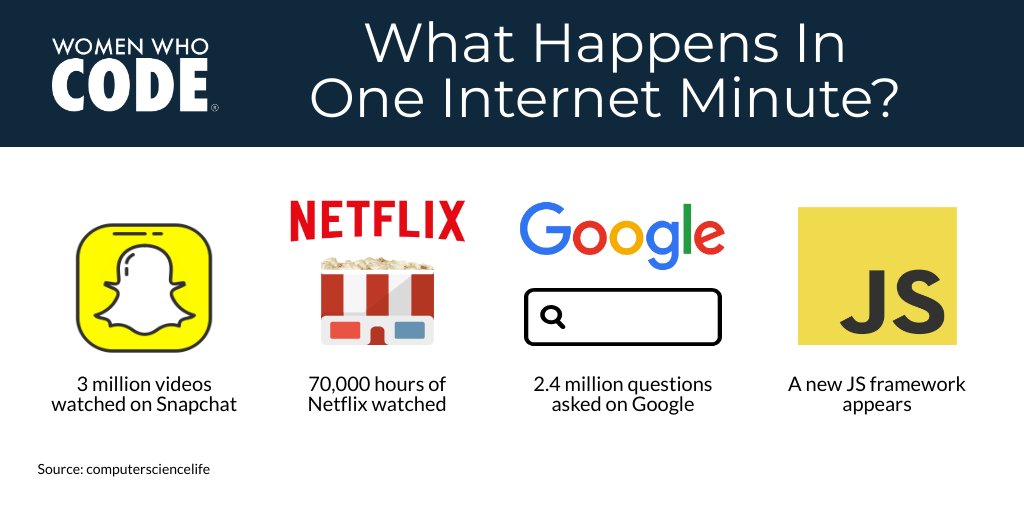 WOMEN WHO
CODE®
What Happens In
One Internet Minute?
NETFLIX
Google
JS
3 million videos
watched on Snapchat
70,000 hours of
Netflix watched
2.4 million questions
asked on Google
A new JS framework
appears
Source: computersciencelife